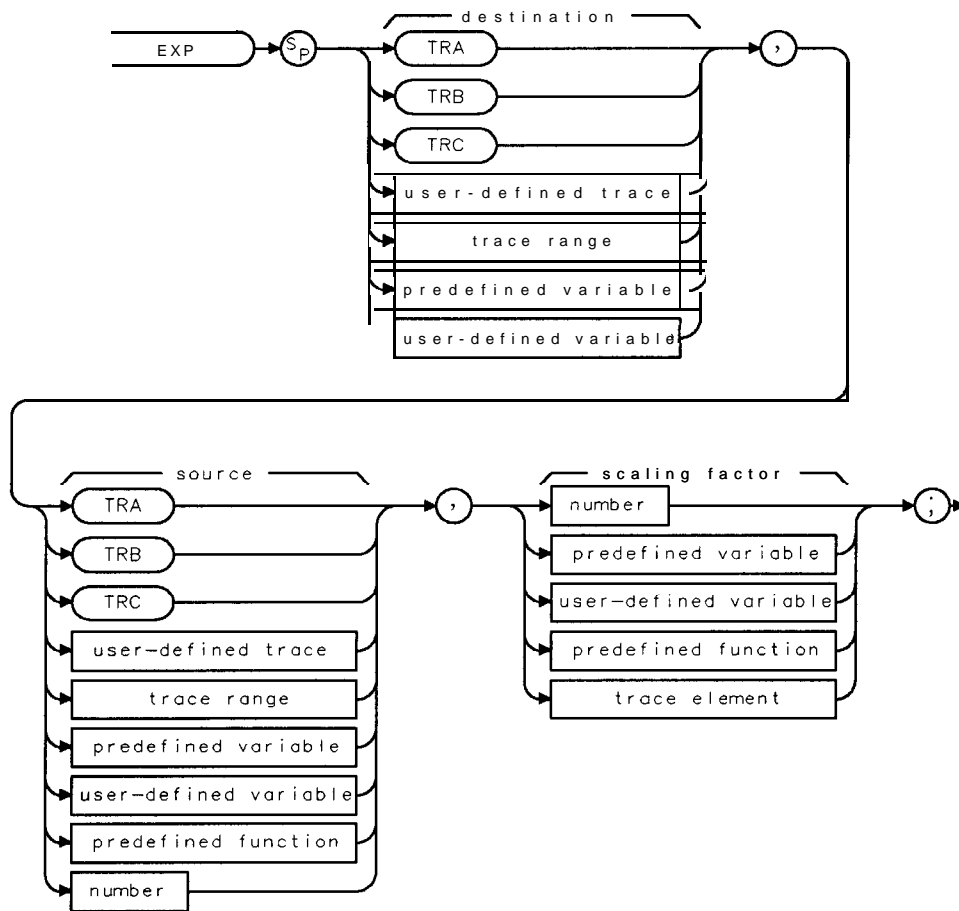 destination
EXP
SP
TRA
,
TRB
TRC
user-defined trace
trace range
predefined variable
user-defined variable
source
scaling factor
TRA
,
number
;
TRB
predefined variable
TRC
user-defined variable
user-defined trace
predefined function
trace range
trace element
predefined variable
user-defined variable
predefined function
number